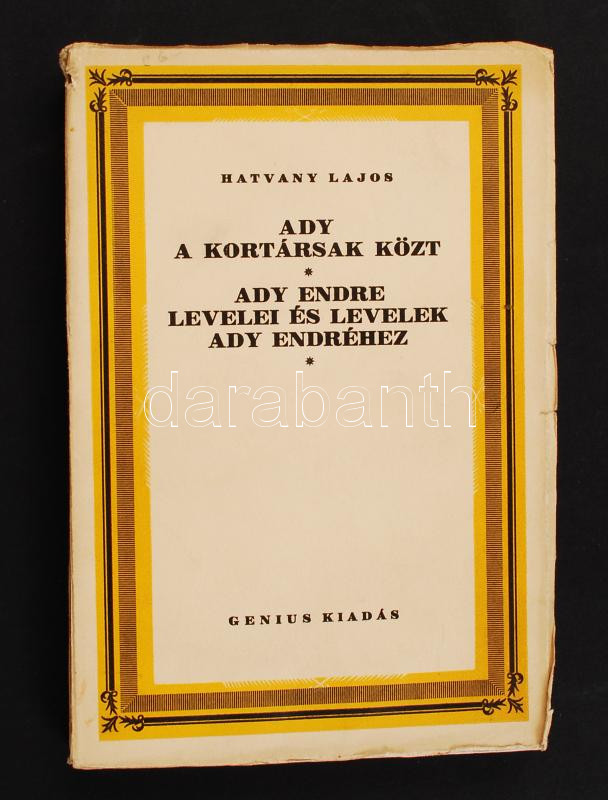 HATVANY LAJOS
ADY
A KORTÁRSAK KÖZT
*
ADY ENDRE
LEVELEI ÉS LEVELEK
ADY ENDRÉHEZ
*
darabanth
GENIUS KIADÁS